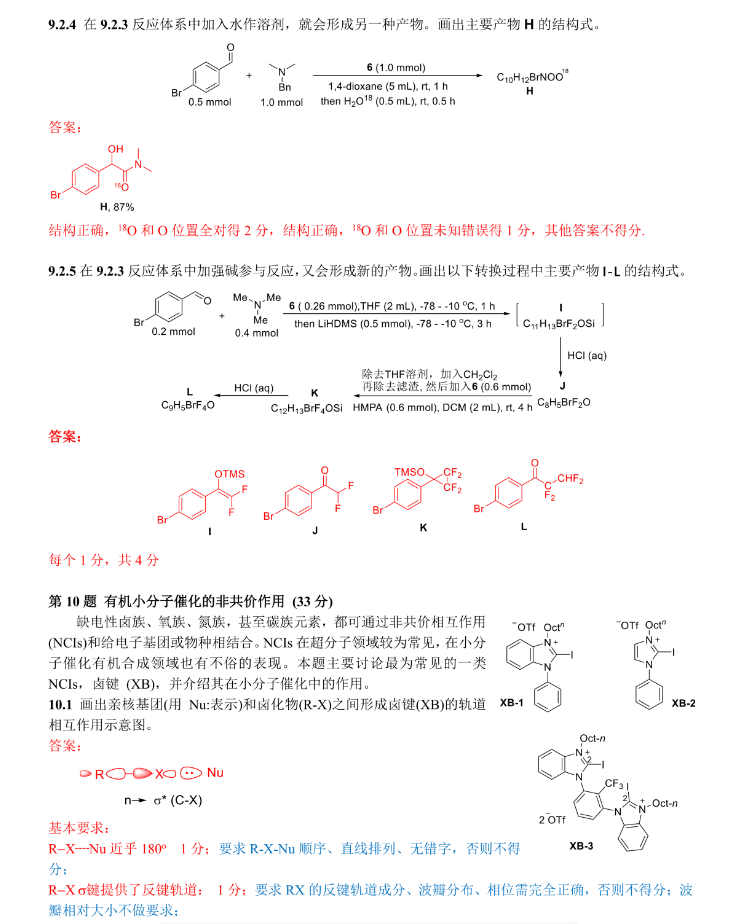 9.2.4 在 9.2.3 反应体系中加入水作溶剂，就会形成另一种产物。画出主要产物 H 的结构式。
O
Br
0.5 mmol
+
N
Bn
1.0 mmol
6 (1.0 mmol)
1,4-dioxane (5 mL), rt, 1 h
then H₂O¹⁸ (0.5 mL), rt, 0.5 h
C₁₀H₁₂BrNOO¹⁸
H
答案：
OH
N
¹⁸O
Br
H, 87%
结构正确，¹⁸O 和 O 位置全对得 2 分，结构正确，¹⁸O 和 O 位置未知错误得 1 分，其他答案不得分.
9.2.5 在 9.2.3 反应体系中加强碱参与反应，又会形成新的产物。画出以下转换过程中主要产物 I-L 的结构式。
O
Br
0.2 mmol
+
Me N Me
Me
0.4 mmol
6 ( 0.26 mmol),THF (2 mL), -78 - -10 ⁰C, 1 h
then LiHDMS (0.5 mmol), -78 - -10 ⁰C, 3 h
I
C₁₁H₁₃BrF₂OSi
HCl (aq)
J
C₈H₅BrF₂O
除去THF溶剂，加入CH₂Cl₂
再除去滤渣, 然后加入6 (0.6 mmol)
HMPA (0.6 mmol), DCM (2 mL), rt, 4 h
K
C₁₂H₁₃BrF₄OSi
HCl (aq)
L
C₉H₅BrF₄O
答案：
OTMS
F
F
Br
I
O
F
F
Br
J
TMSO
CF₂
CF₂
Br
K
O
CHF₂
C
F₂
Br
L
每个 1 分，共 4 分
第 10 题 有机小分子催化的非共价作用 (33 分)
缺电性卤族、氧族、氮族，甚至碳族元素，都可通过非共价相互作用
(NCIs)和给电子基团或物种相结合。NCIs 在超分子领域较为常见，在小分
子催化有机合成领域也有不俗的表现。本题主要讨论最为常见的一类
NCIs，卤键 (XB)，并介绍其在小分子催化中的作用。
10.1 画出亲核基团(用 Nu:表示)和卤化物(R-X)之间形成卤键(XB)的轨道
相互作用示意图。
⁻OTf Octⁿ
N +
I
N
XB-1
⁻OTf Octⁿ
N +
I
N
XB-2
答案：
R X Nu
n→ σ* (C-X)
Oct-n
N +
2
I
N
CF₃ I
2
N
N + Oct-n
2 ⁻OTf
XB-3
基本要求：
R−X---Nu 近乎 180⁰ 1 分；要求 R-X-Nu 顺序、直线排列、无错字，否则不得
分；
R−X σ键提供了反键轨道： 1 分；要求 RX 的反键轨道成分、波瓣分布、相位需完全正确，否则不得分；波
瓣相对大小不做要求；